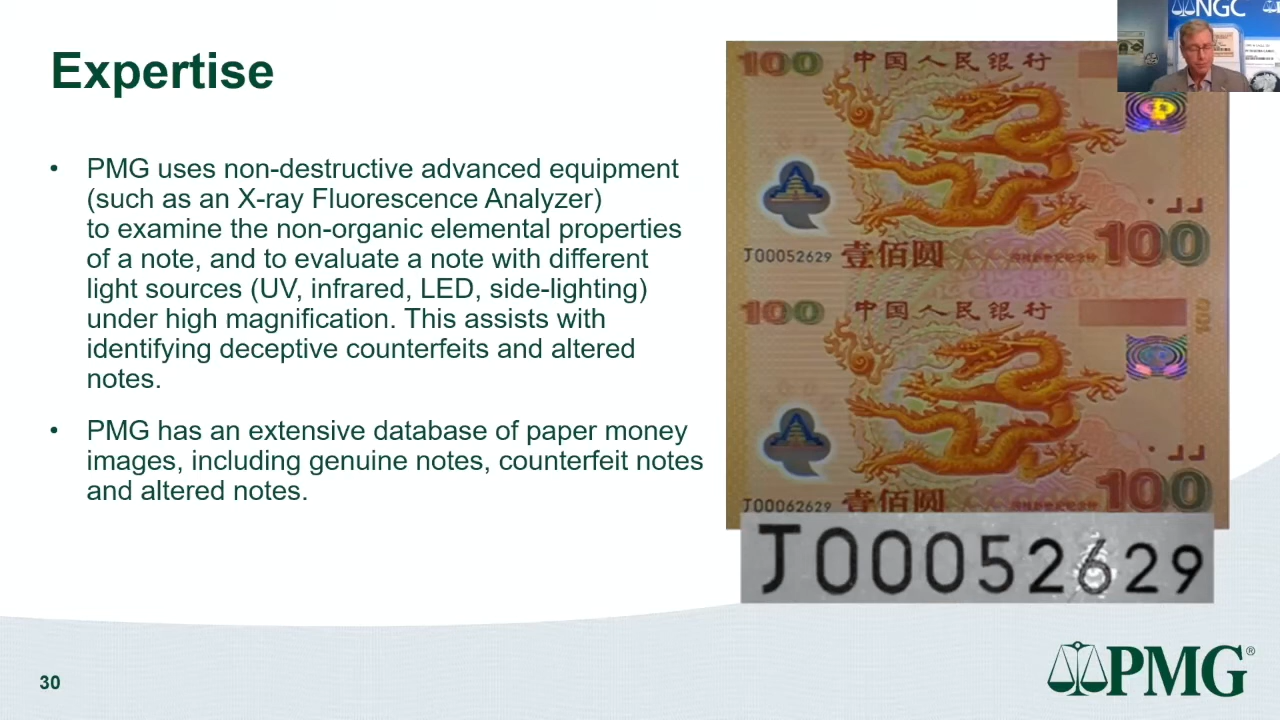 Expertise
• PMG uses non-destructive advanced equipment
(such as an X-ray Fluorescence Analyzer)
to examine the non-organic elemental properties
of a note, and to evaluate a note with different
light sources (UV, infrared, LED, side-lighting)
under high magnification. This assists with
identifying deceptive counterfeits and altered
notes.
• PMG has an extensive database of paper money
images, including genuine notes, counterfeit notes
and altered notes.
100 中国人民银行
J00052629 壹佰圆
100
100 中国人民银行
J00062629 壹佰圆
100
J00052629
NGC
30
PMG®